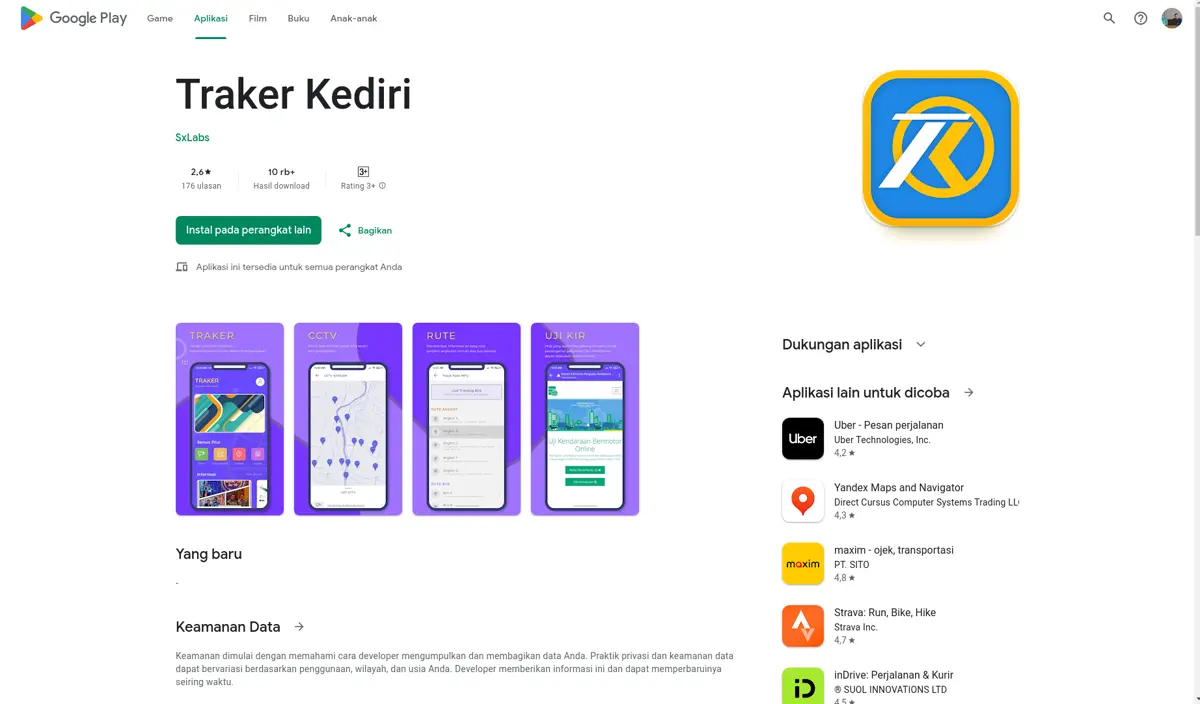 Google Play
Game
Aplikasi
Film
Buku
Anak-anak
Traker Kediri
SxLabs
2,6★
176 ulasan
10 rb+
Hasil download
3+
Rating 3+
Instal pada perangkat lain
Bagikan
Aplikasi ini tersedia untuk semua perangkat Anda
TRAKER
TRAKER
Informasi
CCTV
RUTE
UJI KIR
Uji Kendaraan Bermotor
Online
Dukungan aplikasi
Aplikasi lain untuk dicoba
Uber
Uber - Pesan perjalanan
Uber Technologies, Inc.
4,2★
Yandex Maps and Navigator
Direct Cursus Computer Systems Trading LL
4,3★
maxim
maxim - ojek, transportasi
PT. SITO
4,8★
Strava: Run, Bike, Hike
Strava Inc.
4,7★
iD
inDrive: Perjalanan & Kurir
® SUOL INNOVATIONS LTD
4,5★
Yang baru
-
Keamanan Data
Keamanan dimulai dengan memahami cara developer mengumpulkan dan membagikan data Anda. Praktik privasi dan keamanan data
dapat bervariasi berdasarkan penggunaan, wilayah, dan usia Anda. Developer memberikan informasi ini dan dapat memperbaruinya
seiring waktu.